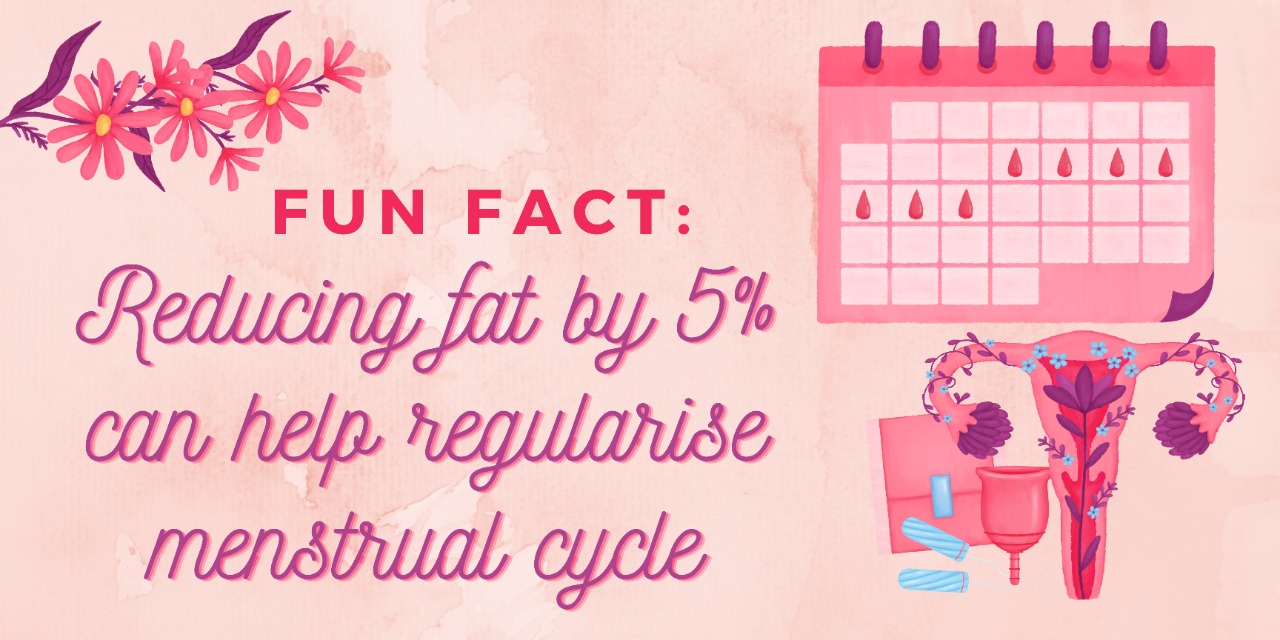 FUN FACT:
Reducing fat by 5%
can help regularise
menstrual cycle